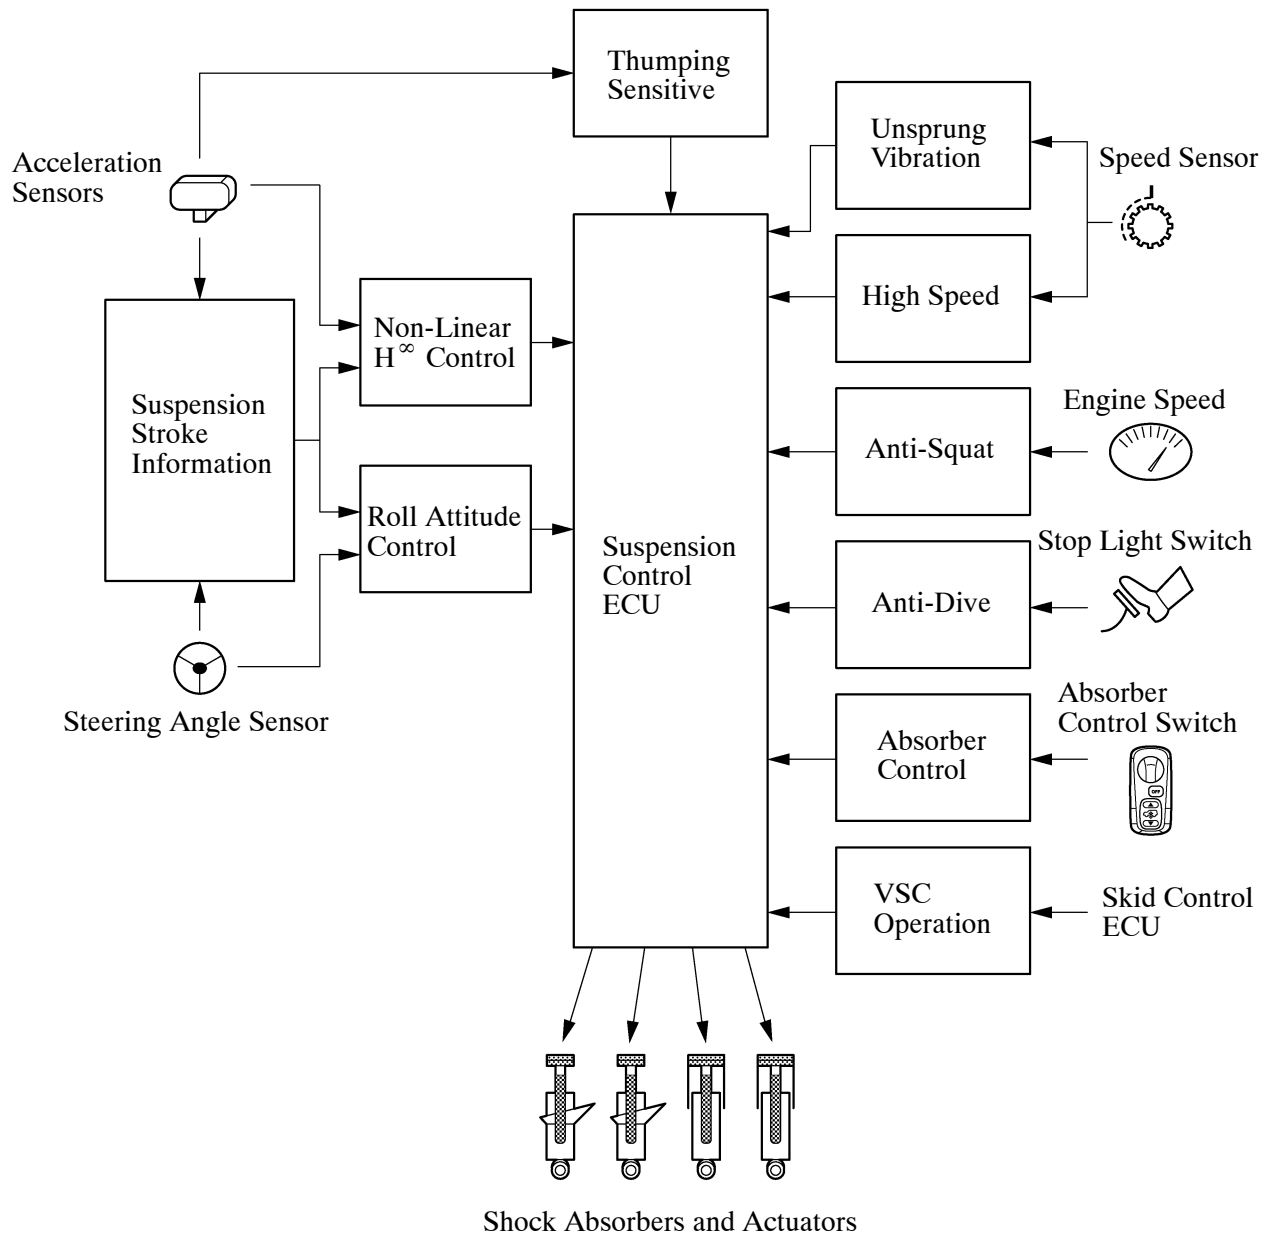 Thumping
Sensitive
Unsprung
Vibration
Speed Sensor
Acceleration
Sensors
High Speed
Non-Linear
H∞ Control
Suspension
Stroke
Information
Engine Speed
Anti-Squat
Roll Attitude
Control
Suspension
Control
ECU
Stop Light Switch
Anti-Dive
Steering Angle Sensor
Absorber
Control Switch
Absorber
Control
OFF
VSC
Operation
Skid Control
ECU
Shock Absorbers and Actuators